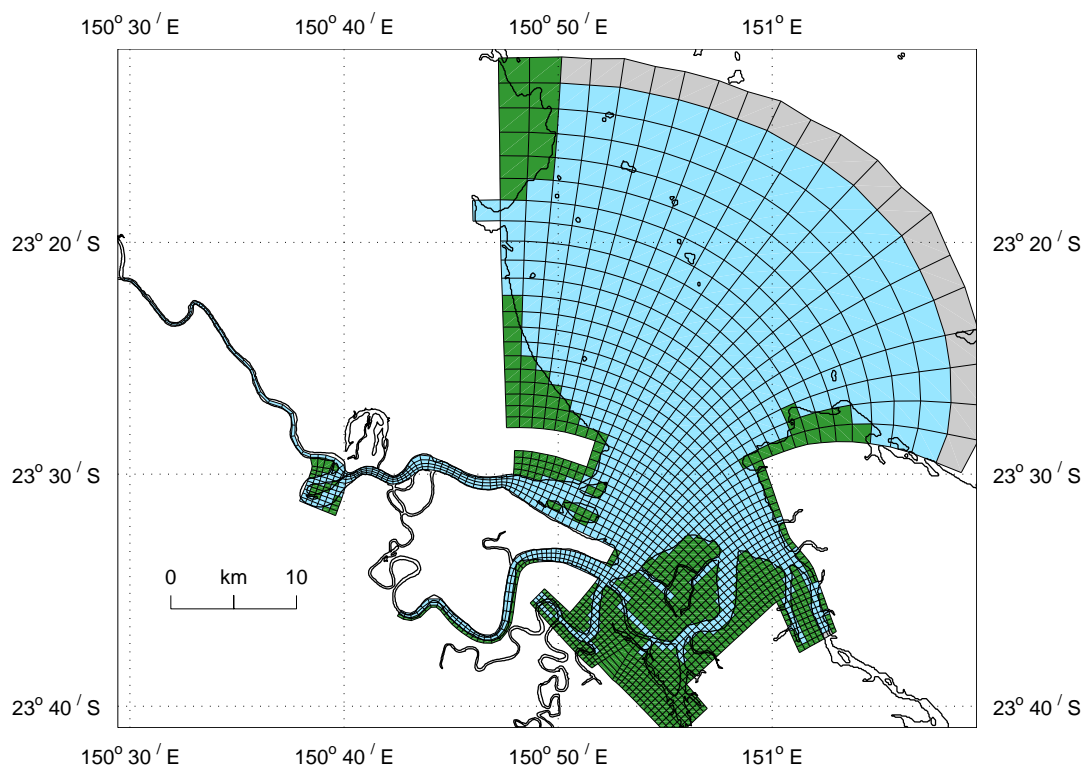 150° 30 ′ E 150° 40 ′ E 150° 50 ′ E 151° E
23° 20 ′ S 23° 20 ′ S
23° 30 ′ S 23° 30 ′ S
0 km 10
23° 40 ′ S 23° 40 ′ S
150° 30 ′ E 150° 40 ′ E 150° 50 ′ E 151° E